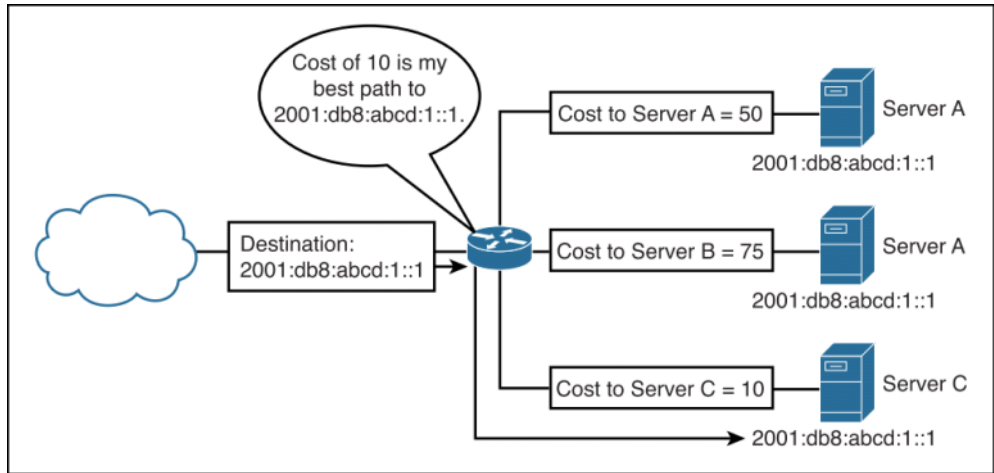 Cost of 10 is my
best path to
2001:db8:abcd:1::1.
Cost to Server A = 50
Server A
2001:db8:abcd:1::1
Destination:
2001:db8:abcd:1::1
Cost to Server B = 75
Server A
2001:db8:abcd:1::1
Cost to Server C = 10
Server C
2001:db8:abcd:1::1